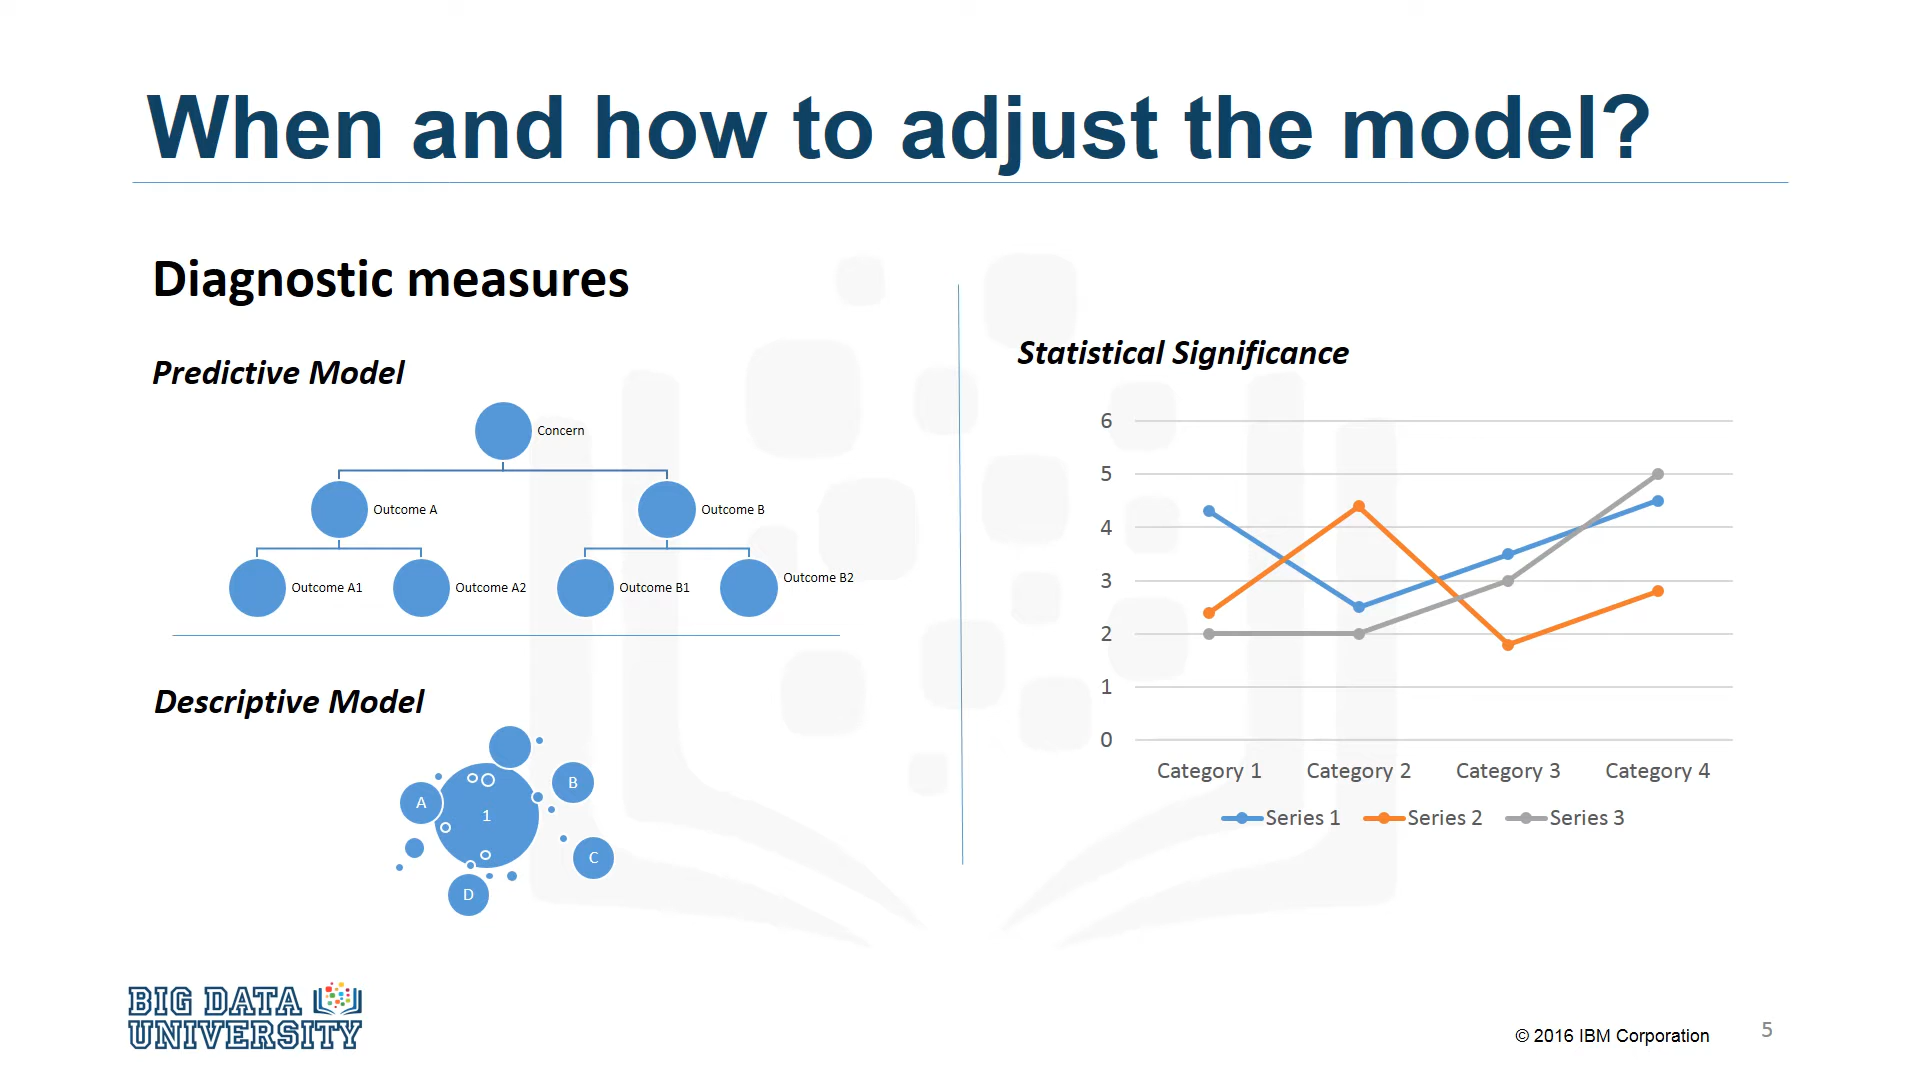 When and how to adjust the model?
Diagnostic measures
Predictive Model
Concern
Outcome A
Outcome B
Outcome A1
Outcome A2
Outcome B1
Outcome B2
Descriptive Model
A
B
1
C
D
Statistical Significance
6
5
4
3
2
1
0
Category 1 Category 2 Category 3 Category 4
Series 1 Series 2 Series 3
BIG DATA
UNIVERSITY
© 2016 IBM Corporation
5